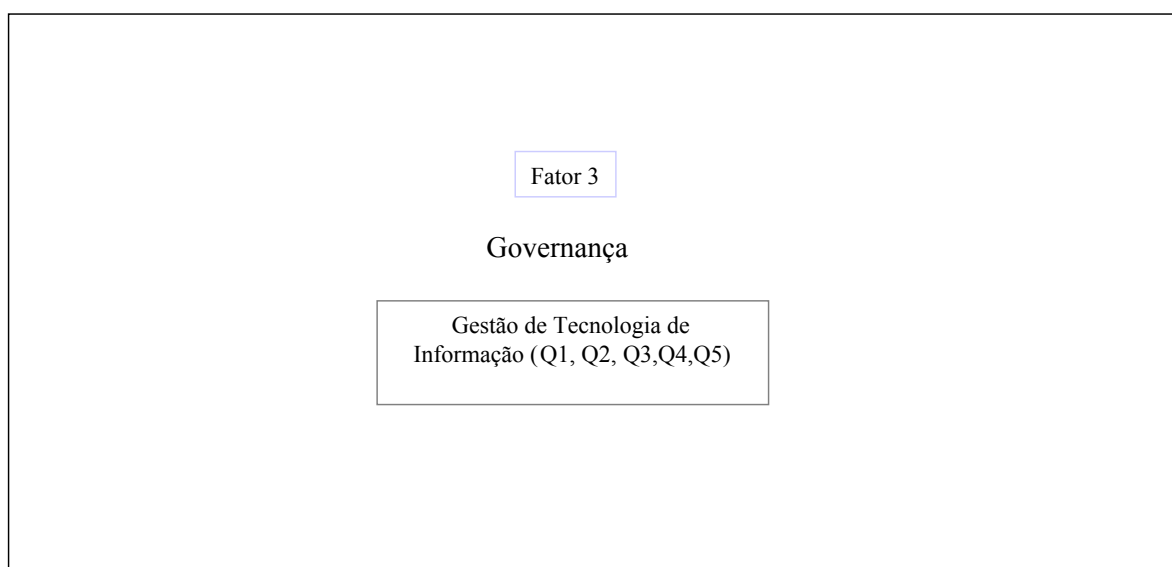 Fator 3
Governança
Gestão de Tecnologia de
Informação (Q1, Q2, Q3,Q4,Q5)